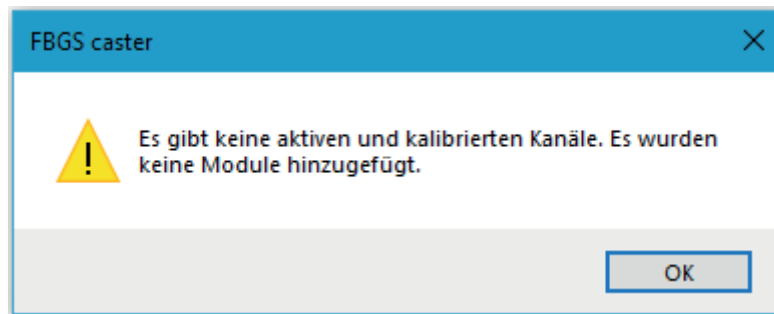 FBGS caster
Es gibt keine aktiven und kalibrierten Kanäle. Es wurden
keine Module hinzugefügt.
OK